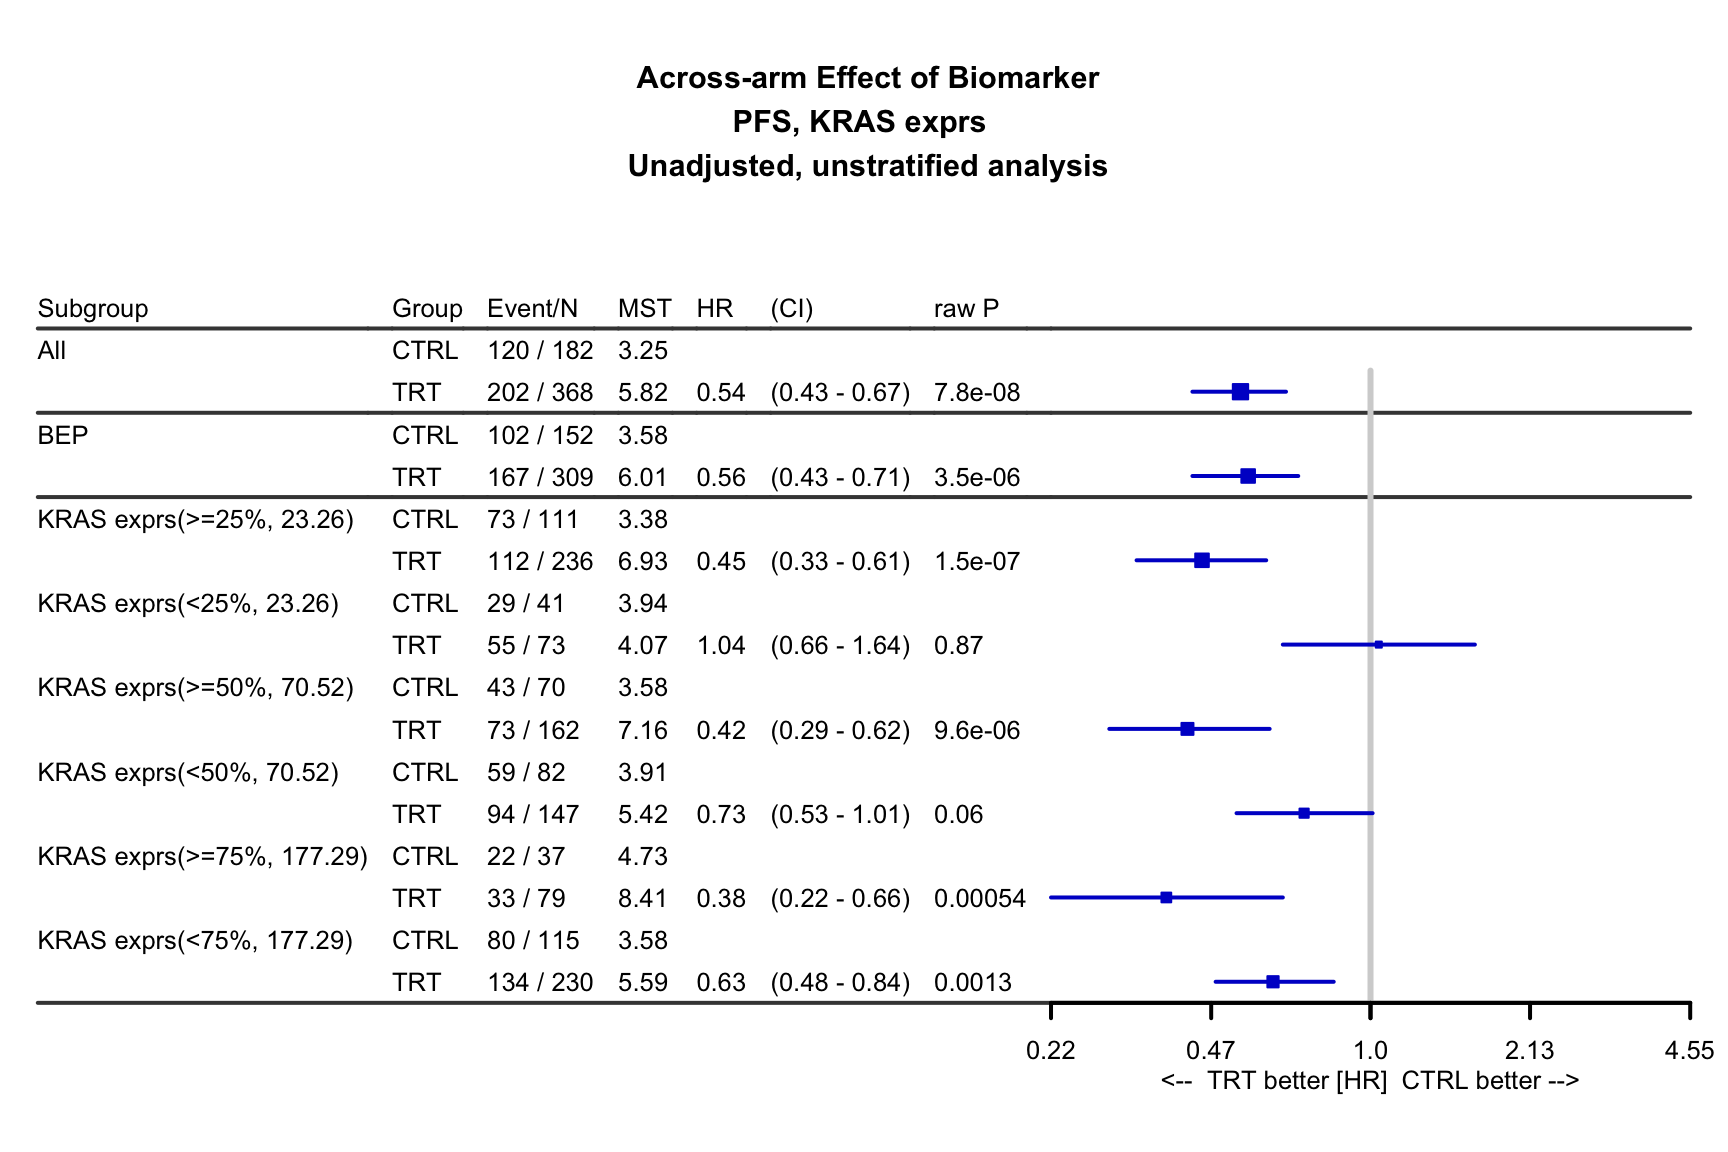 Across-arm Effect of Biomarker
PFS, KRAS exprs
Unadjusted, unstratified analysis
Subgroup Group Event/N MST HR (CI) raw P
All CTRL 120 / 182 3.25
TRT 202 / 368 5.82 0.54 (0.43 - 0.67) 7.8e-08
BEP CTRL 102 / 152 3.58
TRT 167 / 309 6.01 0.56 (0.43 - 0.71) 3.5e-06
KRAS exprs(>=25%, 23.26) CTRL 73 / 111 3.38
TRT 112 / 236 6.93 0.45 (0.33 - 0.61) 1.5e-07
KRAS exprs(<25%, 23.26) CTRL 29 / 41 3.94
TRT 55 / 73 4.07 1.04 (0.66 - 1.64) 0.87
KRAS exprs(>=50%, 70.52) CTRL 43 / 70 3.58
TRT 73 / 162 7.16 0.42 (0.29 - 0.62) 9.6e-06
KRAS exprs(<50%, 70.52) CTRL 59 / 82 3.91
TRT 94 / 147 5.42 0.73 (0.53 - 1.01) 0.06
KRAS exprs(>=75%, 177.29) CTRL 22 / 37 4.73
TRT 33 / 79 8.41 0.38 (0.22 - 0.66) 0.00054
KRAS exprs(<75%, 177.29) CTRL 80 / 115 3.58
TRT 134 / 230 5.59 0.63 (0.48 - 0.84) 0.0013
0.22 0.47 1.0 2.13 4.55
<-- TRT better [HR] CTRL better -->